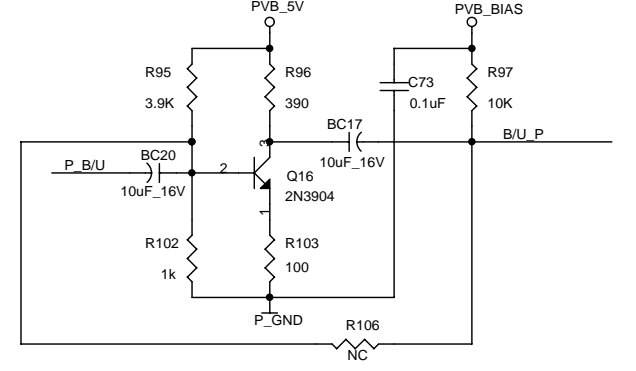 PVB_5V
PVB_BIAS
R95
3.9K
R96
390
C73
0.1uF
R97
10K
BC17
10uF_16V
B/U_P
P_B/U
BC20
10uF_16V
2
3
1
Q16
2N3904
R102
1k
R103
100
P_GND
R106
NC